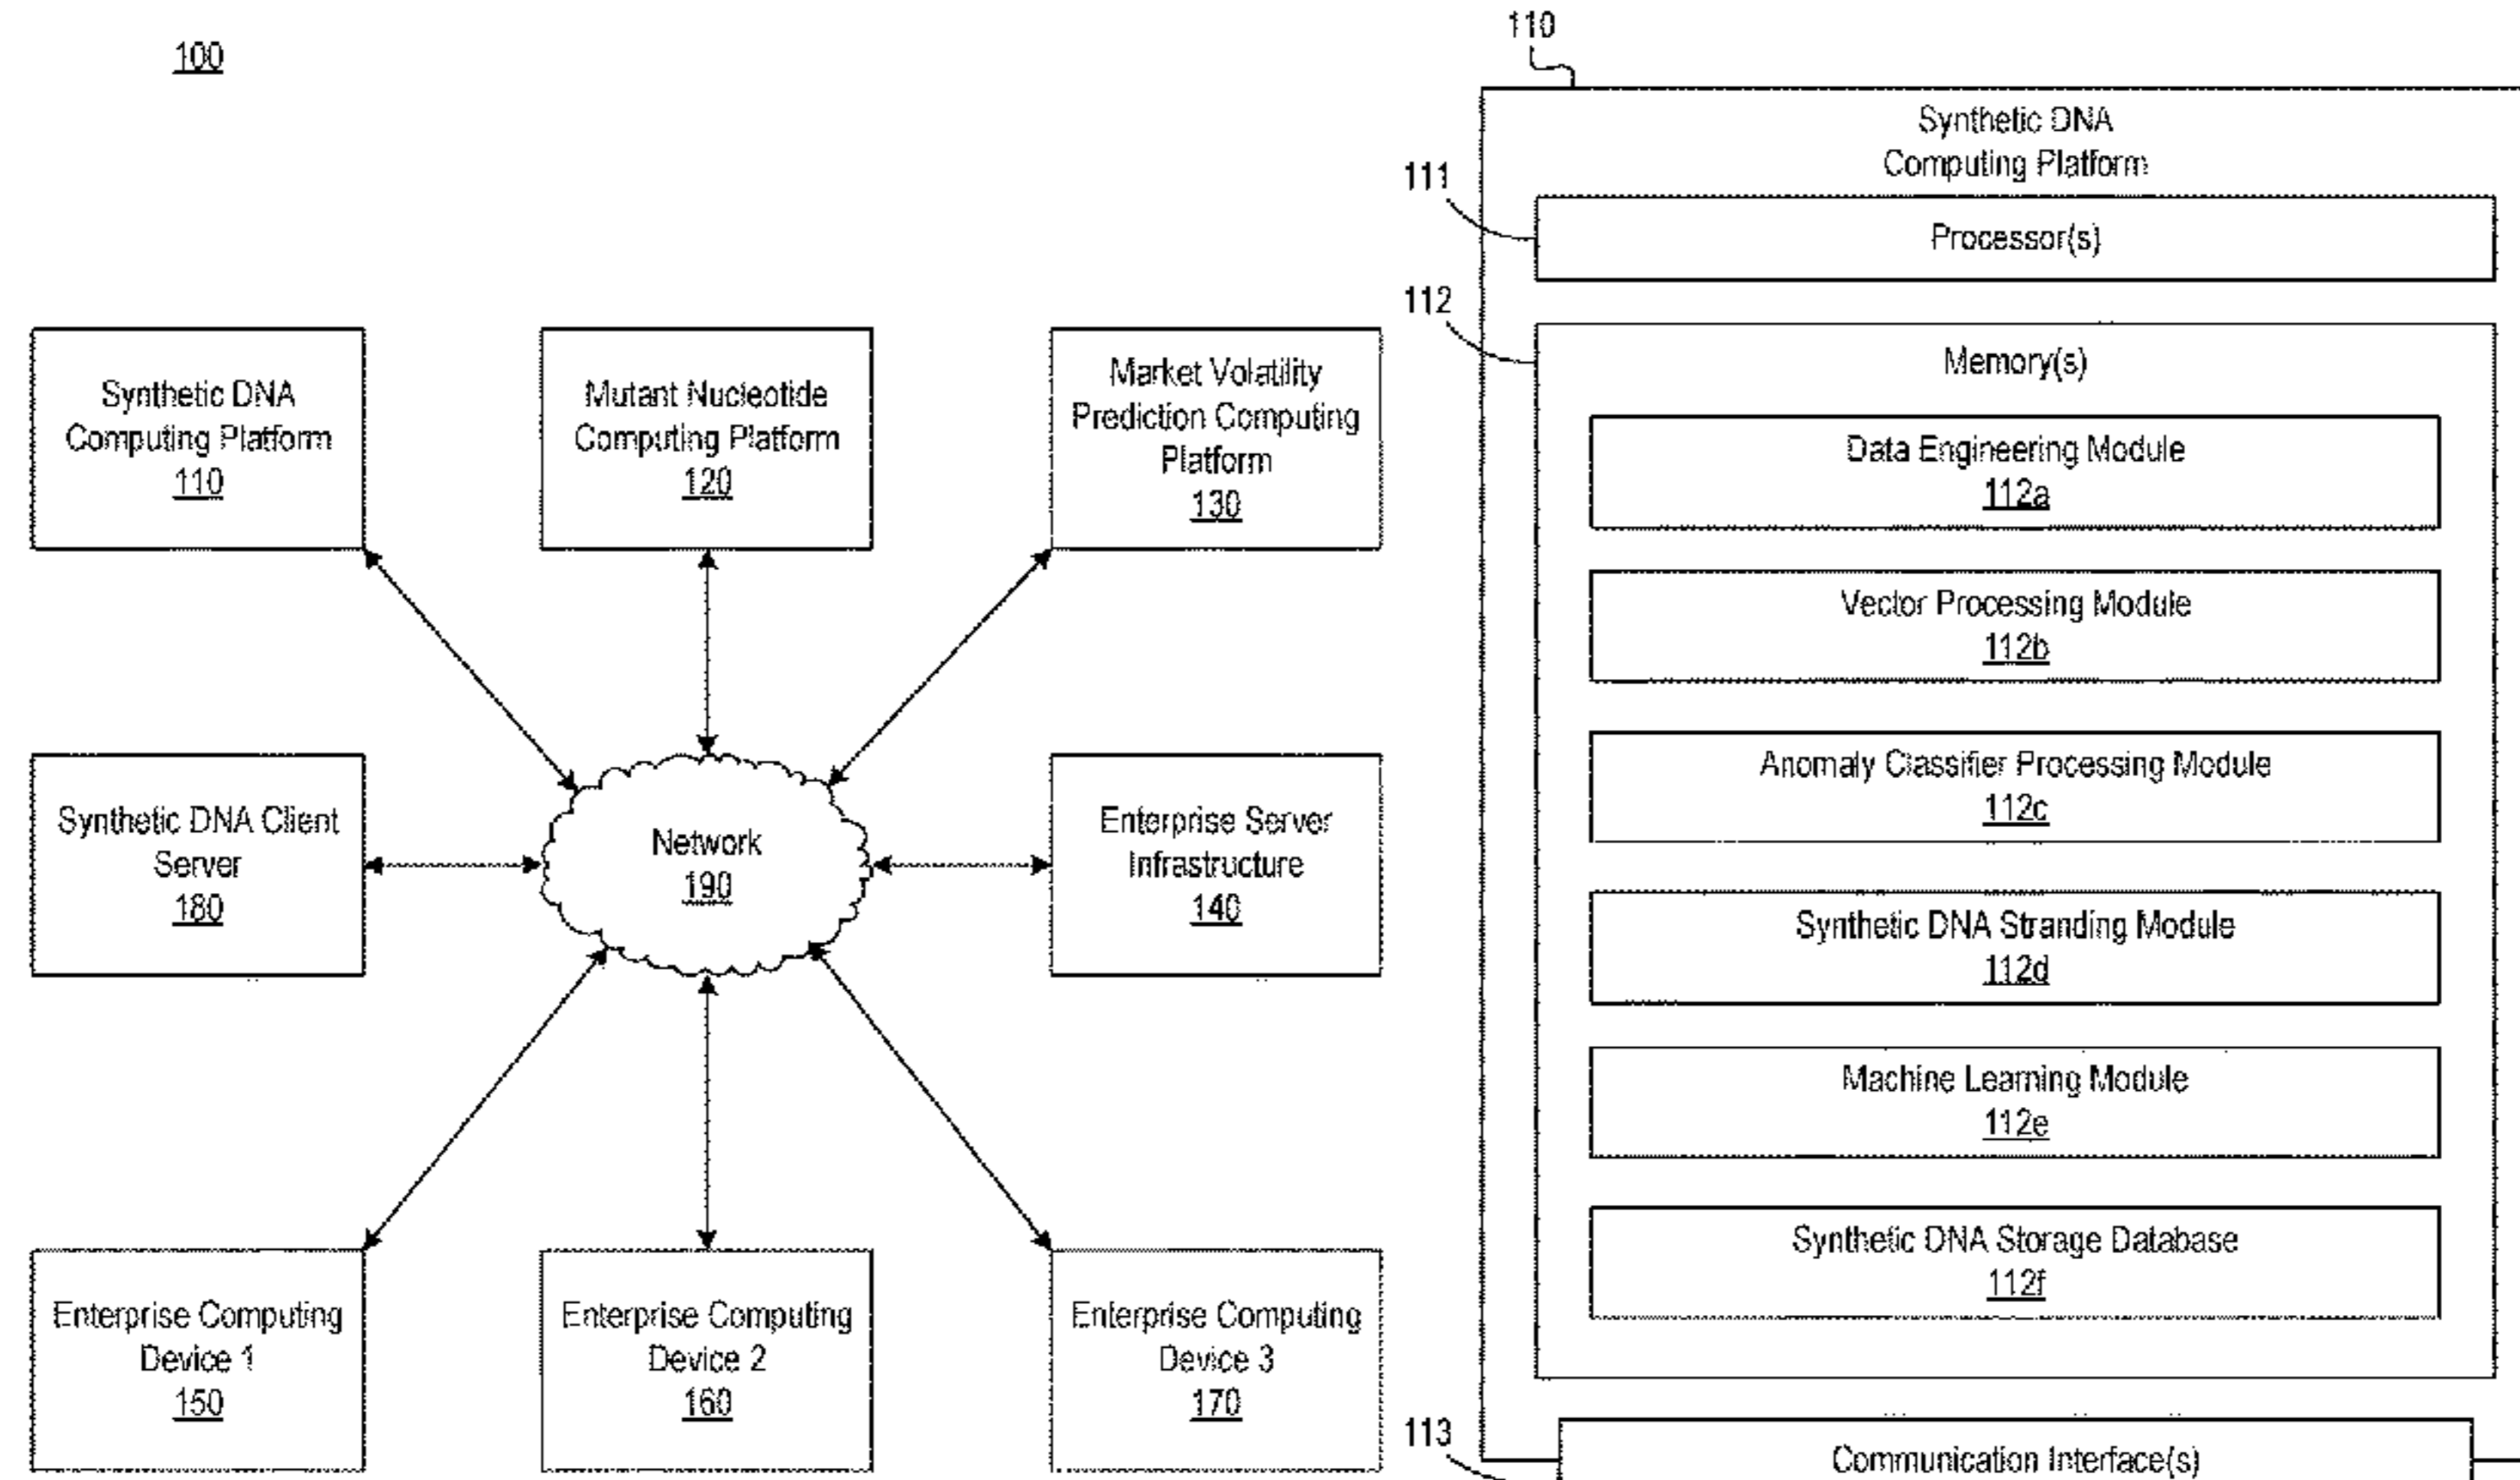 100
Synthetic DNA
Computing Platform
110
Mutant Nucleotide
Computing Platform
120
Market Volatility
Prediction Computing
Platform
130
Synthetic DNA Client
Server
180
Network
190
Enterprise Server
Infrastructure
140
Enterprise Computing
Device 1
150
Enterprise Computing
Device 2
160
Enterprise Computing
Device 3
170
110
Synthetic DNA
Computing Platform
111
Processor(s)
112
Memory(s)
Data Engineering Module
112a
Vector Processing Module
112b
Anomaly Classifier Processing Module
112c
Synthetic DNA Stranding Module
112d
Machine Learning Module
112e
Synthetic DNA Storage Database
112f
113
Communication Interface(s)